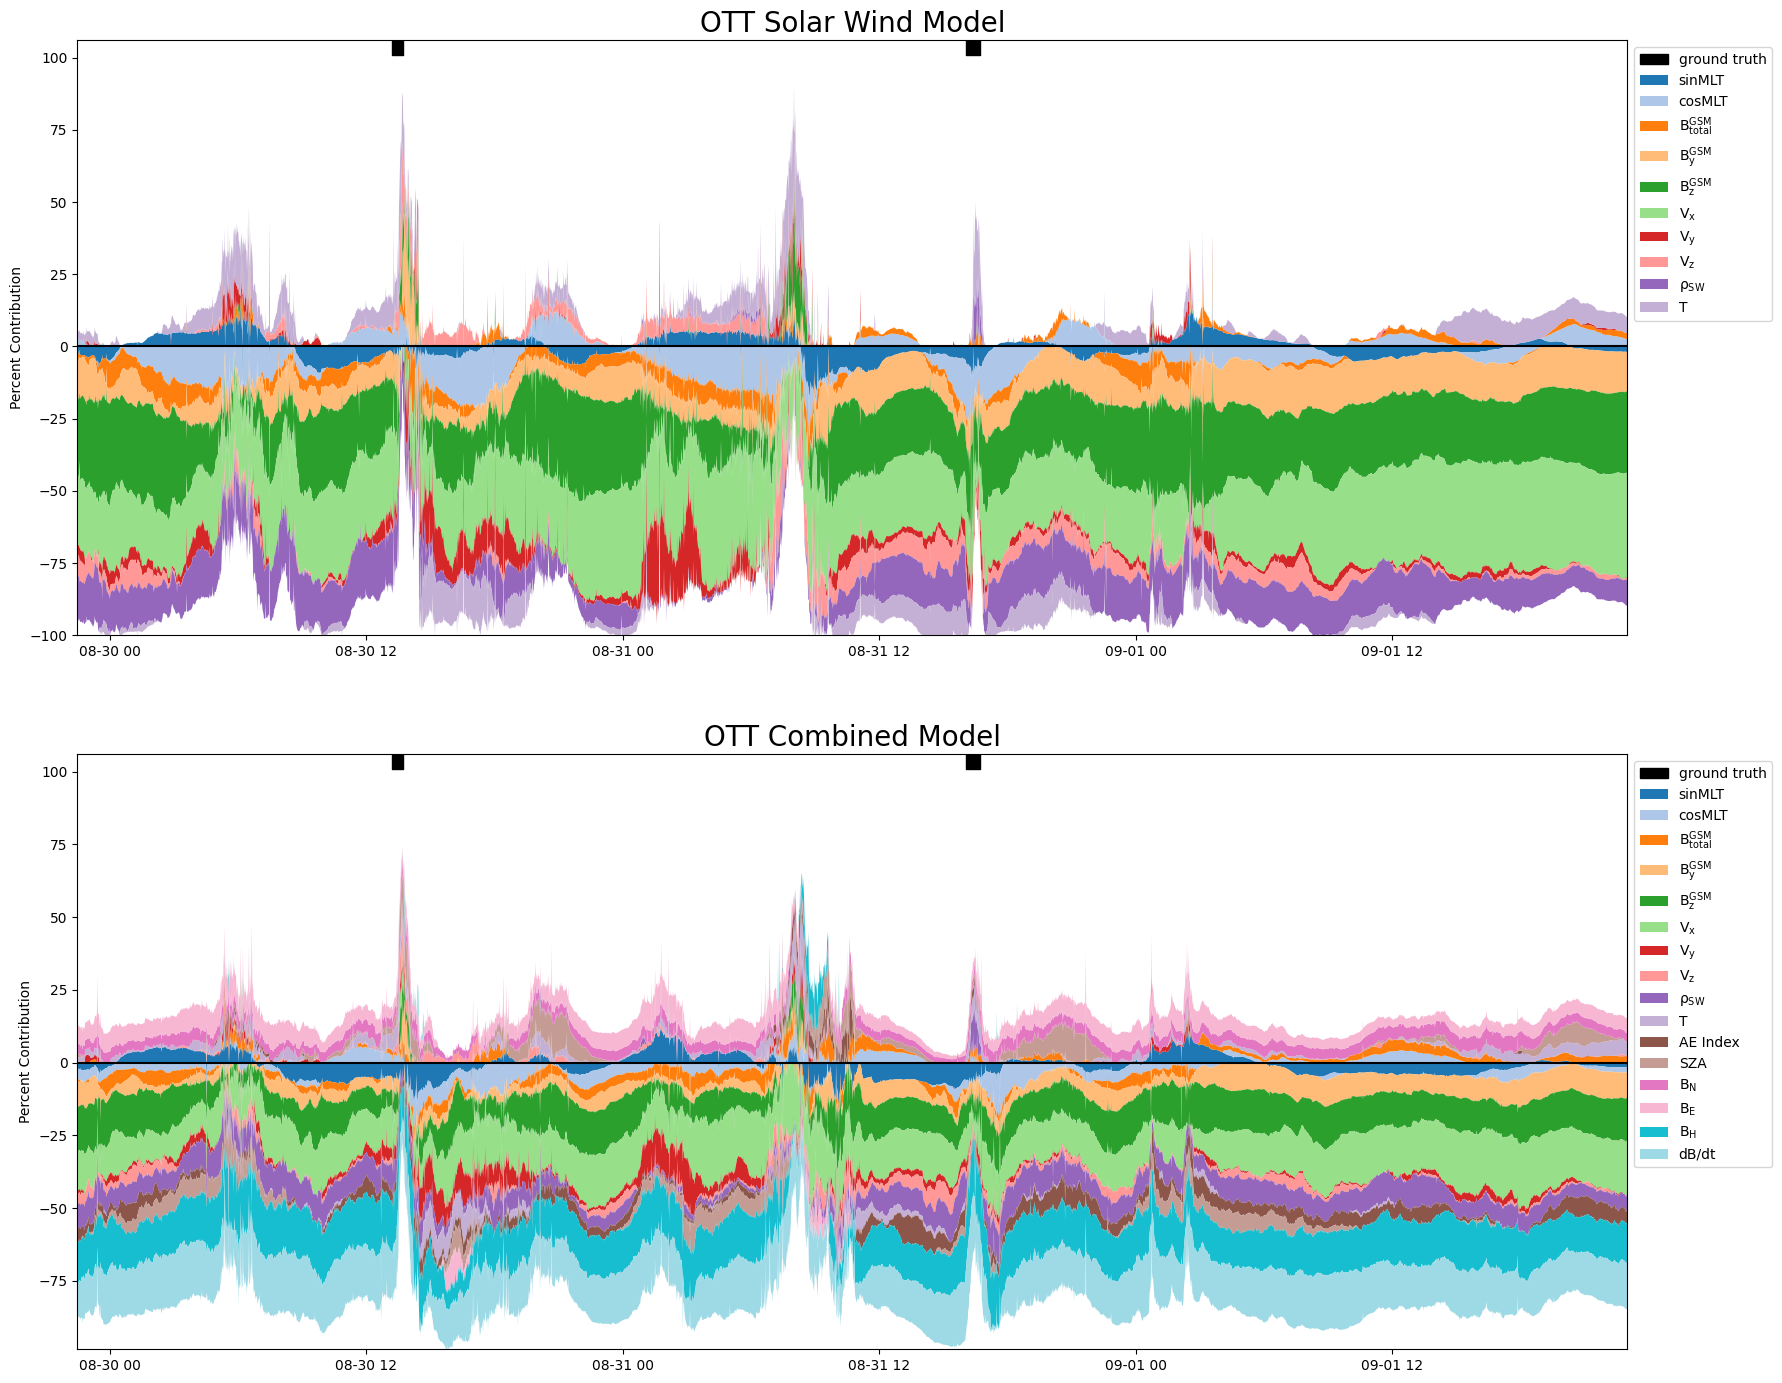 OTT Solar Wind Model
100
75
50
25
0
−25
−50
−75
−100
Percent Contribution
08-30 00
08-30 12
08-31 00
08-31 12
09-01 00
09-01 12
ground truth
sinMLT
cosMLT
B_total^GSM
B_y^GSM
B_z^GSM
V_x
V_y
V_z
ρ_SW
T
OTT Combined Model
100
75
50
25
0
−25
−50
−75
Percent Contribution
08-30 00
08-30 12
08-31 00
08-31 12
09-01 00
09-01 12
ground truth
sinMLT
cosMLT
B_total^GSM
B_y^GSM
B_z^GSM
V_x
V_y
V_z
ρ_SW
T
AE Index
SZA
B_N
B_E
B_H
dB/dt